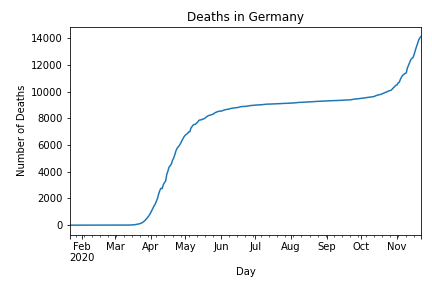 Deaths in Germany
Number of Deaths
14000
12000
10000
8000
6000
4000
2000
0
Feb Mar Apr May Jun Jul Aug Sep Oct Nov
2020
Day